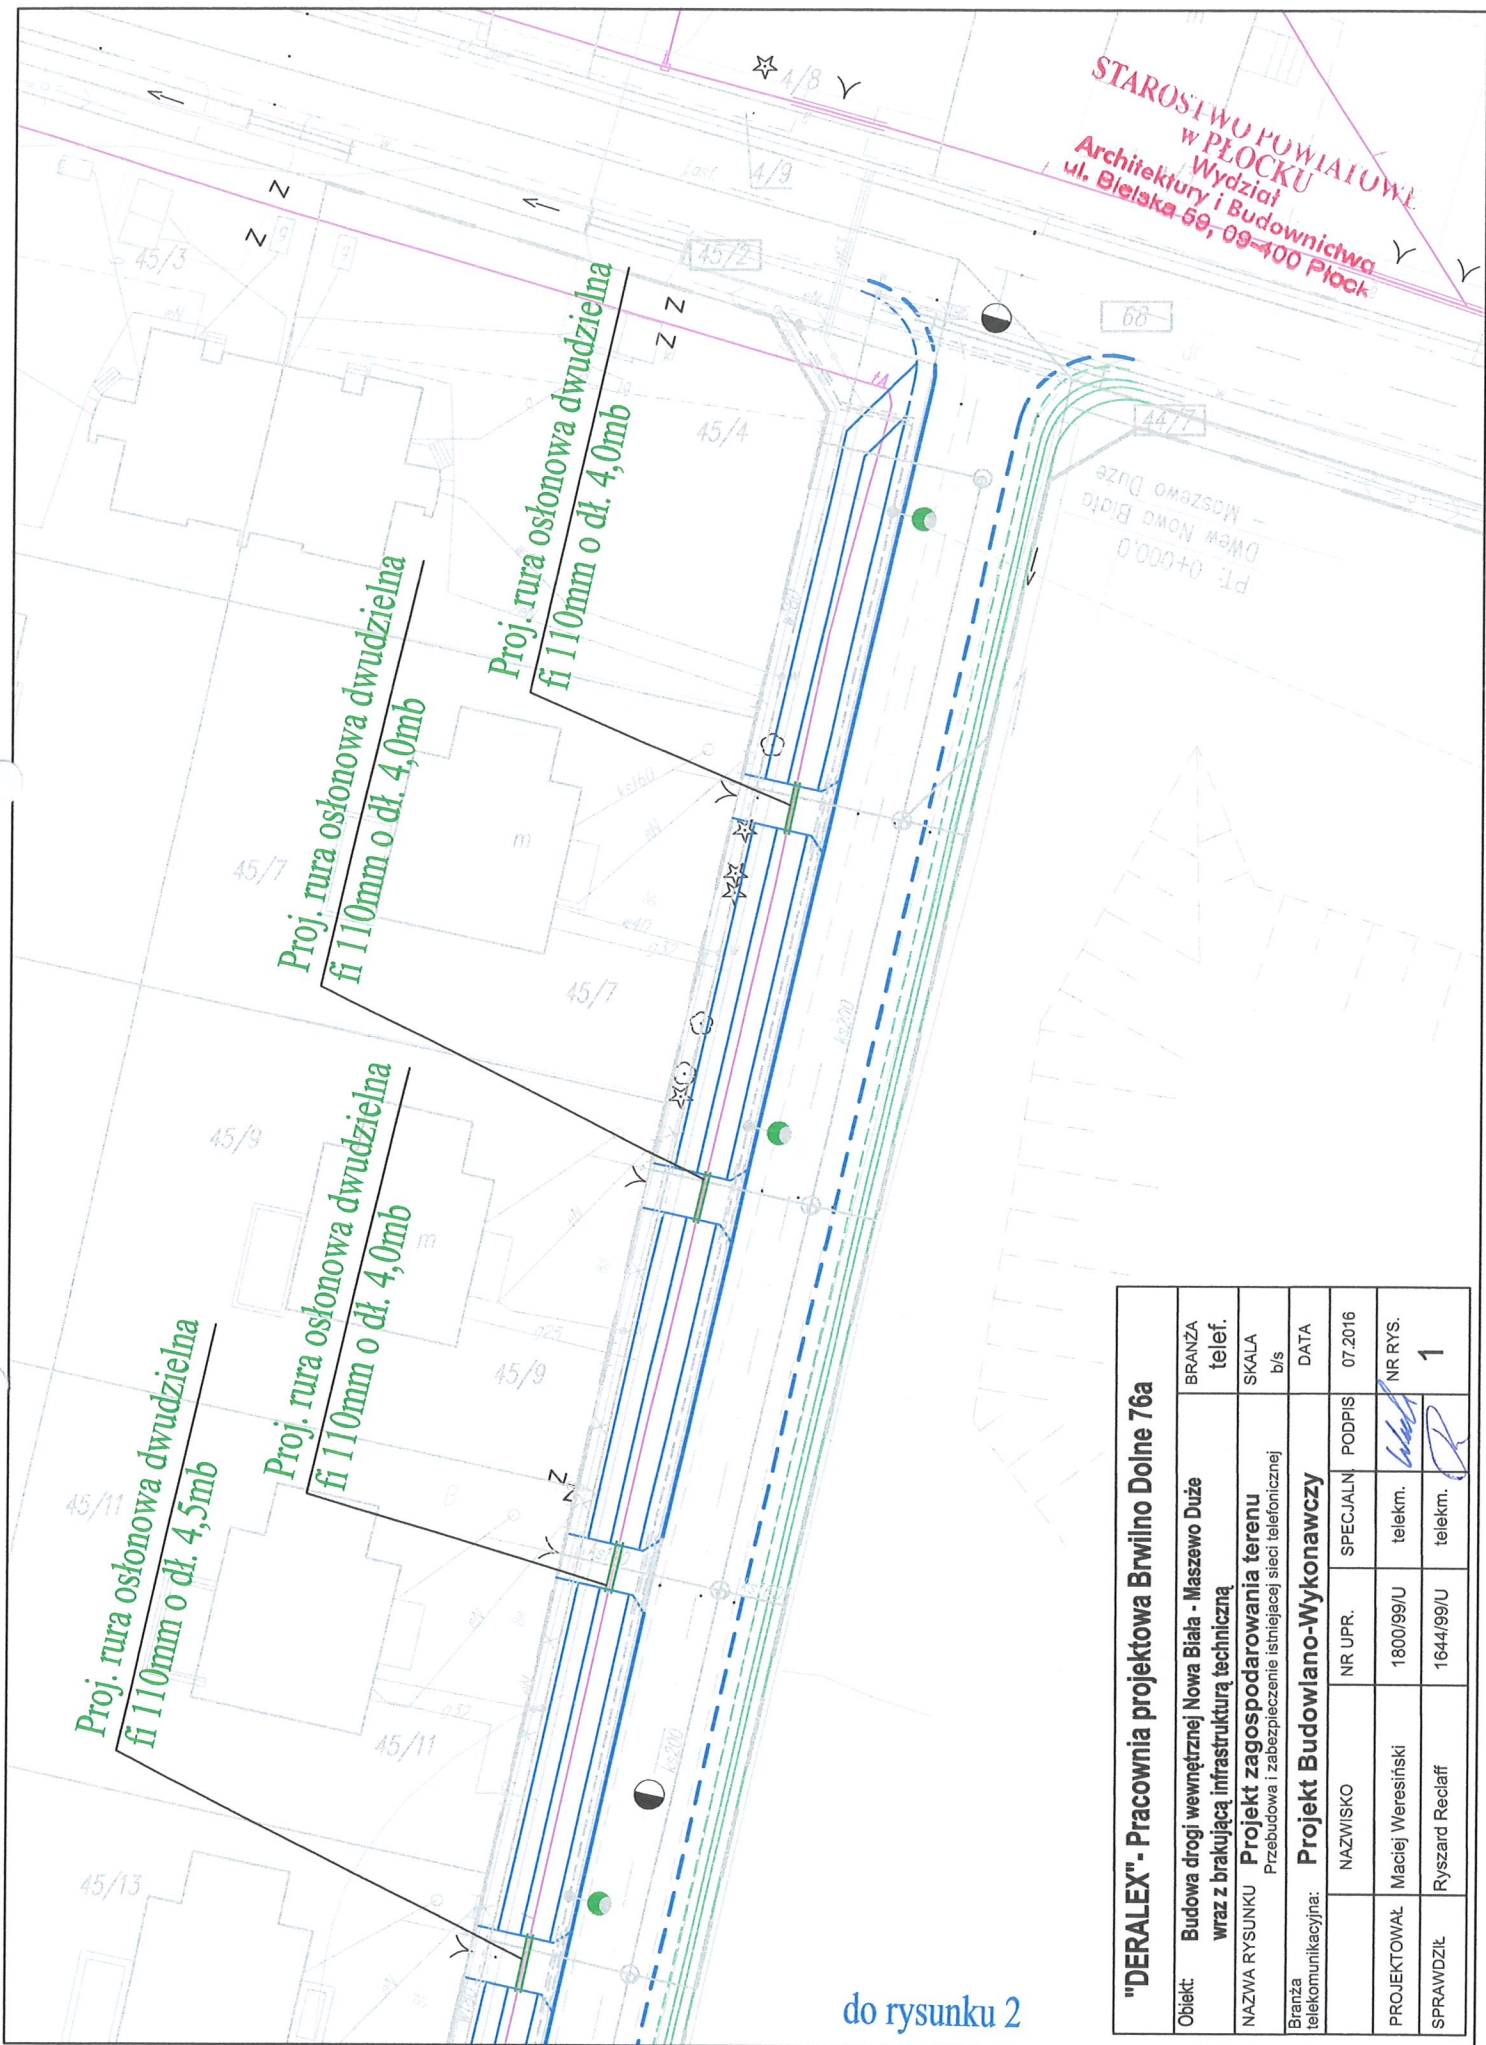 STAROSTWO POWIATOWE
w PŁOCKU
Wydział
Architektury i Budownictwa
ul. Bielska 59, 09-400 Płock
4/8
4/9
45/3
45/2
68
44/7
45/4
PT: 0+000,0
DWew Nowa Biała
- Maszewo Duże
Proj. rura osłonowa dwudzielna
fi 110mm o dł. 4,0mb
Proj. rura osłonowa dwudzielna
fi 110mm o dł. 4,0mb
Proj. rura osłonowa dwudzielna
fi 110mm o dł. 4,0mb
Proj. rura osłonowa dwudzielna
fi 110mm o dł. 4,5mb
45/7
m
ks160
45/7
ks200
45/9
m
45/9
45/11
45/11
ks200
45/13
Z
Z
Z
Z
Z
Z
do rysunku 2
"DERALEX" - Pracownia projektowa Brwilno Dolne 76a
Obiekt: Budowa drogi wewnętrznej Nowa Biała - Maszewo Duże
wraz z brakującą infrastrukturą techniczną
BRANŻA
telef.
NAZWA RYSUNKU Projekt zagospodarowania terenu
Przebudowa i zabezpieczenie istniejacej sieci telefonicznej
SKALA
b/s
Branża
telekomunikacyjna: Projekt Budowlano-Wykonawczy
DATA
NAZWISKO NR UPR. SPECJALN. PODPIS 07.2016
PROJEKTOWAŁ Maciej Weresiński 1800/99/U telekm. NR RYS.
SPRAWDZIŁ Ryszard Reclaff 1644/99/U telekm. 1